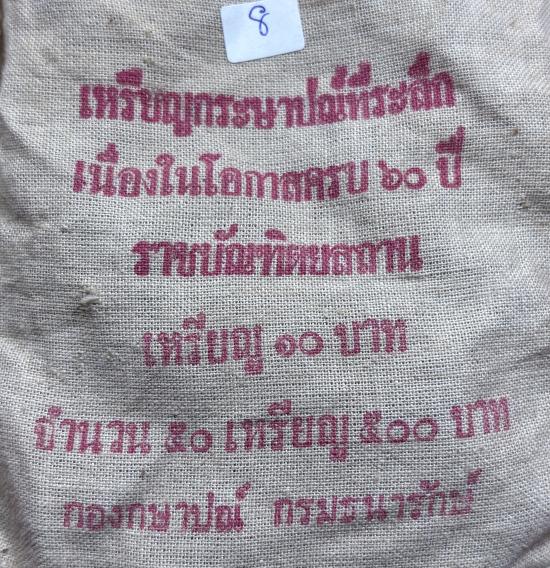 8
เหรียญกระษาปณ์ที่ระลึก
เนื่องในโอกาสครบ ๖๐ ปี
ราชบัณฑิตยสถาน
เหรียญ ๑๐ บาท
จำนวน ๕๐ เหรียญ ๕๐๐ บาท
กองกษาปณ์ กรมธนารักษ์